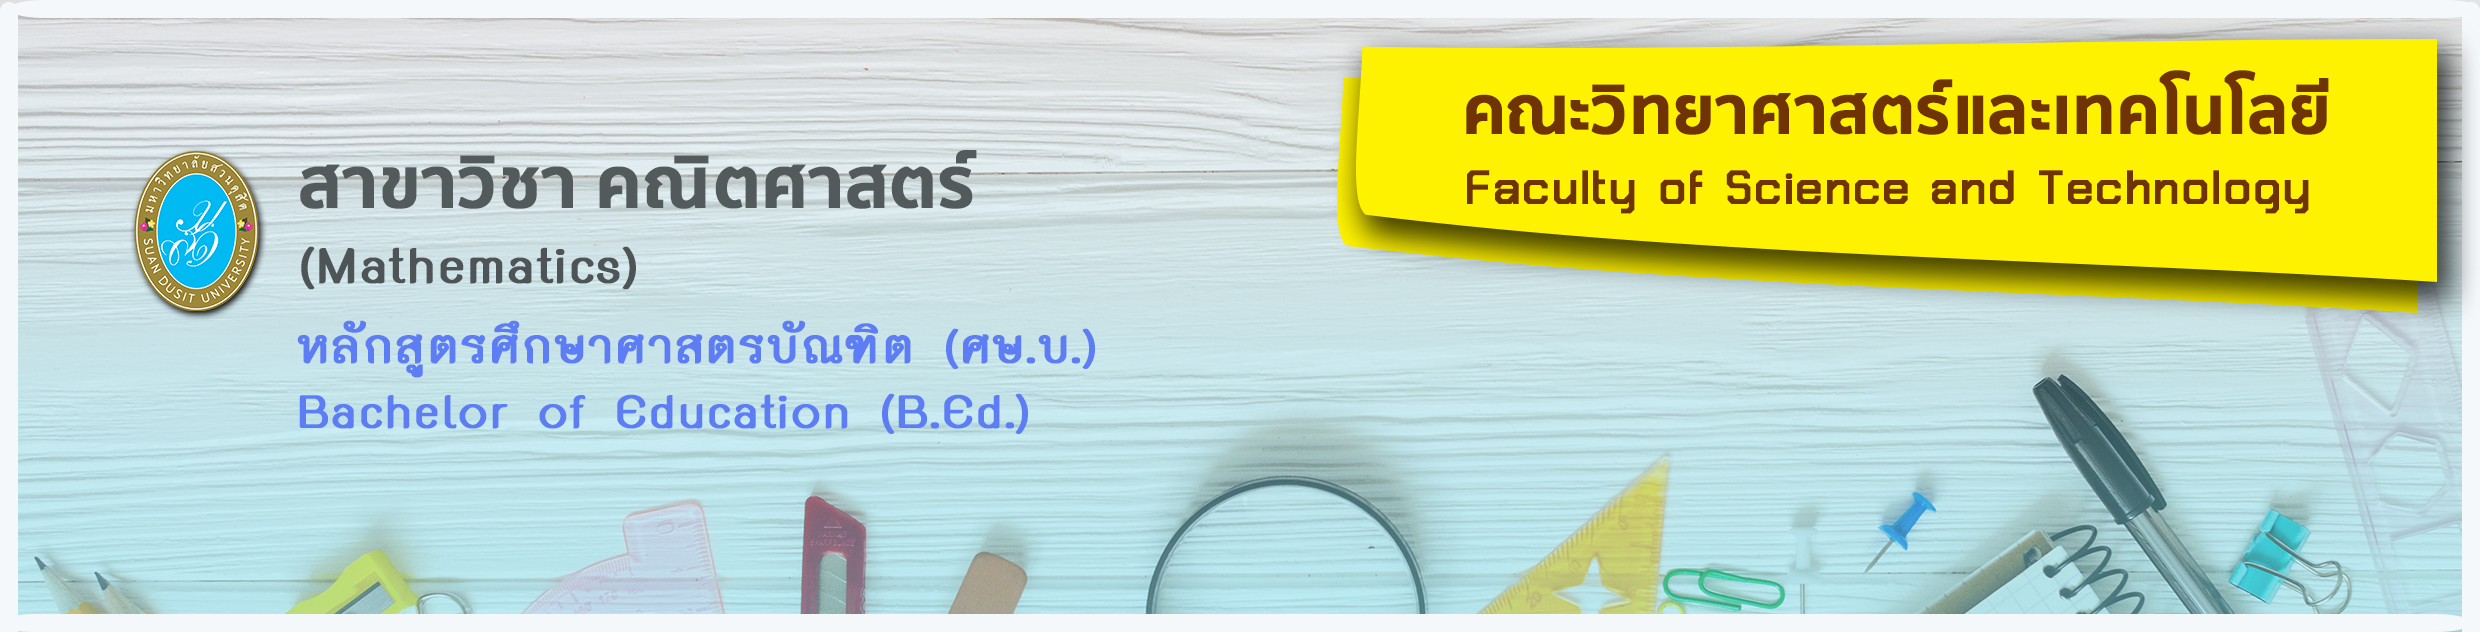 มหาวิทยาลัยสวนดุสิต
SUAN DUSIT UNIVERSITY
สาขาวิชา คณิตศาสตร์
(Mathematics)
หลักสูตรศึกษาศาสตรบัณฑิต (ศษ.บ.)
Bachelor of Education (B.Ed.)
คณะวิทยาศาสตร์และเทคโนโลยี
Faculty of Science and Technology